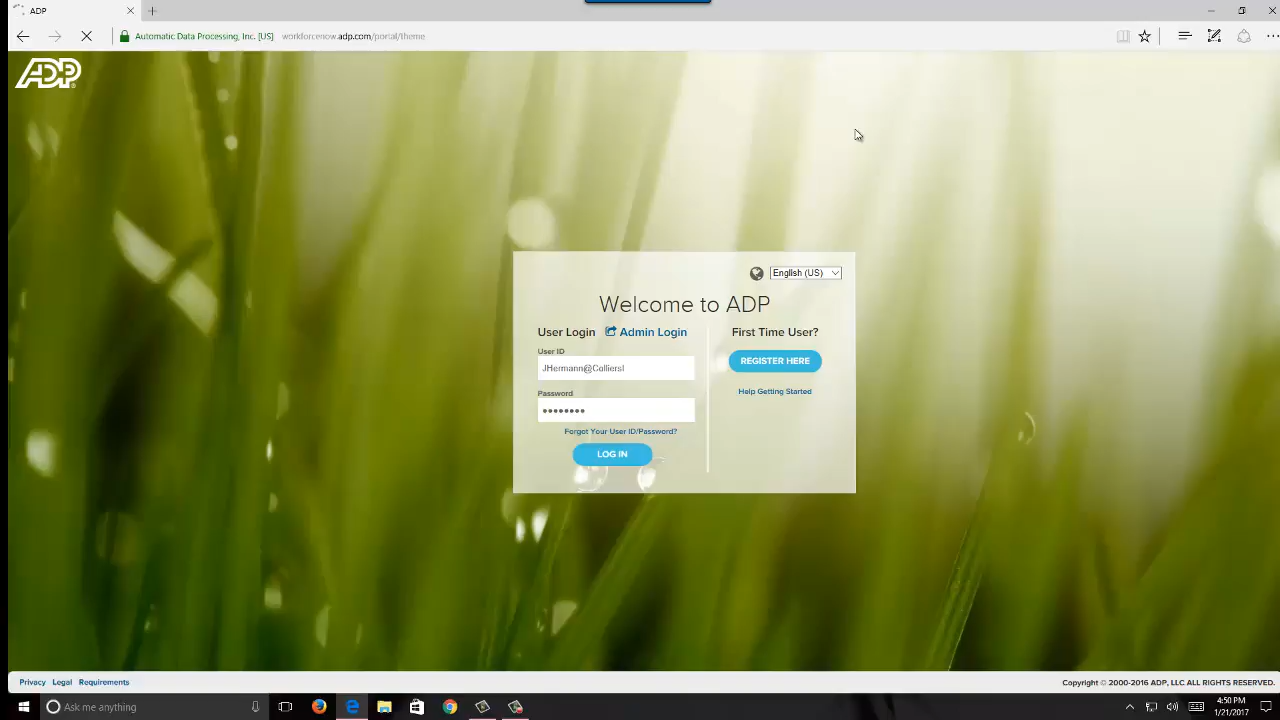 ADP
Automatic Data Processing, Inc. [US] workforcenow.adp.com/portal/theme
ADP
English (US)
Welcome to ADP
User Login Admin Login
First Time User?
User ID
JHermann@Colliersl
REGISTER HERE
Help Getting Started
Password
Forgot Your User ID/Password?
LOG IN
Privacy Legal Requirements
Copyright © 2000-2016 ADP, LLC ALL RIGHTS RESERVED.
Ask me anything
4:50 PM
1/21/2017